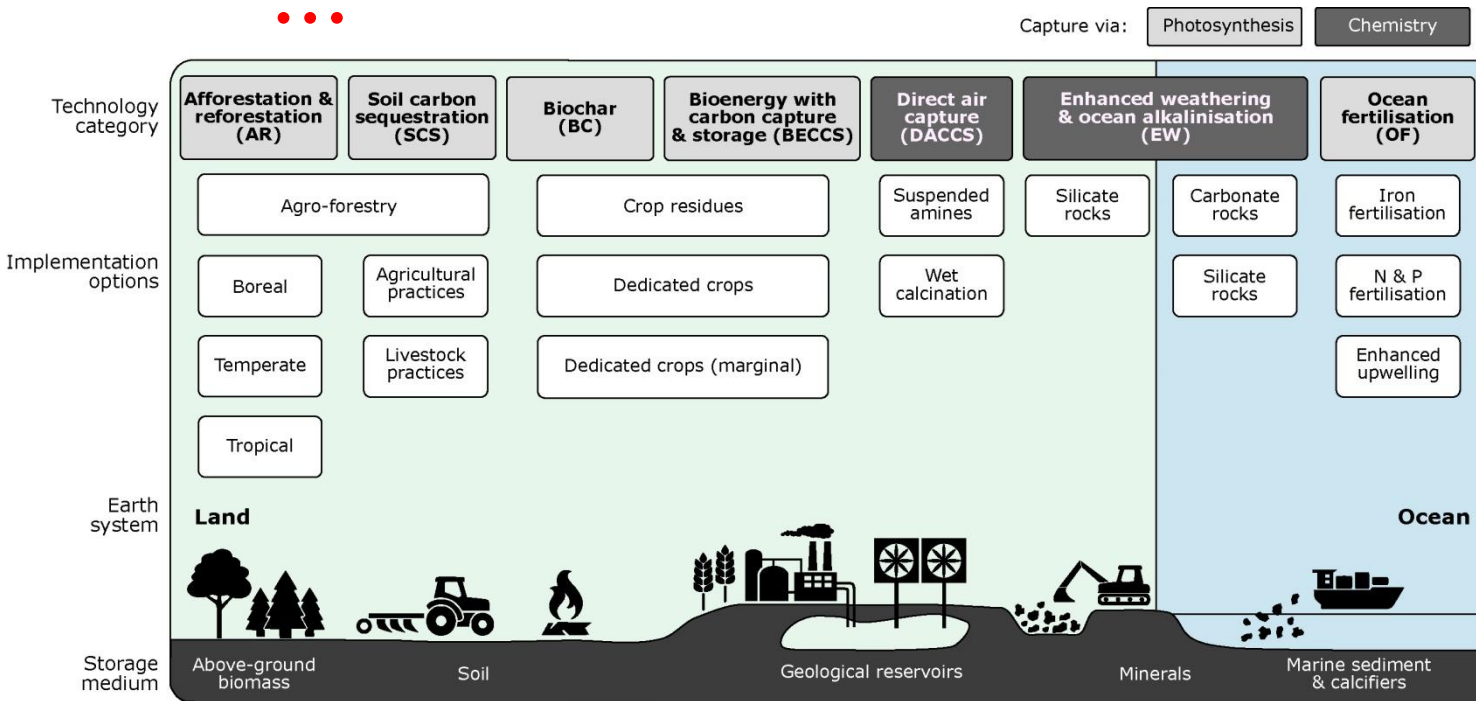 Capture via: Photosynthesis Chemistry
Technology
category
Afforestation &
reforestation
(AR)
Soil carbon
sequestration
(SCS)
Biochar
(BC)
Bioenergy with
carbon capture
& storage (BECCS)
Direct air
capture
(DACCS)
Enhanced weathering
& ocean alkalinisation
(EW)
Ocean
fertilisation
(OF)
Implementation
options
Agro-forestry
Crop residues
Suspended
amines
Silicate
rocks
Carbonate
rocks
Iron
fertilisation
Boreal
Agricultural
practices
Dedicated crops
Wet
calcination
Silicate
rocks
N & P
fertilisation
Temperate
Livestock
practices
Dedicated crops (marginal)
Enhanced
upwelling
Tropical
Earth
system
Land
Ocean
Storage
medium
Above-ground
biomass
Soil
Geological reservoirs
Minerals
Marine sediment
& calcifiers